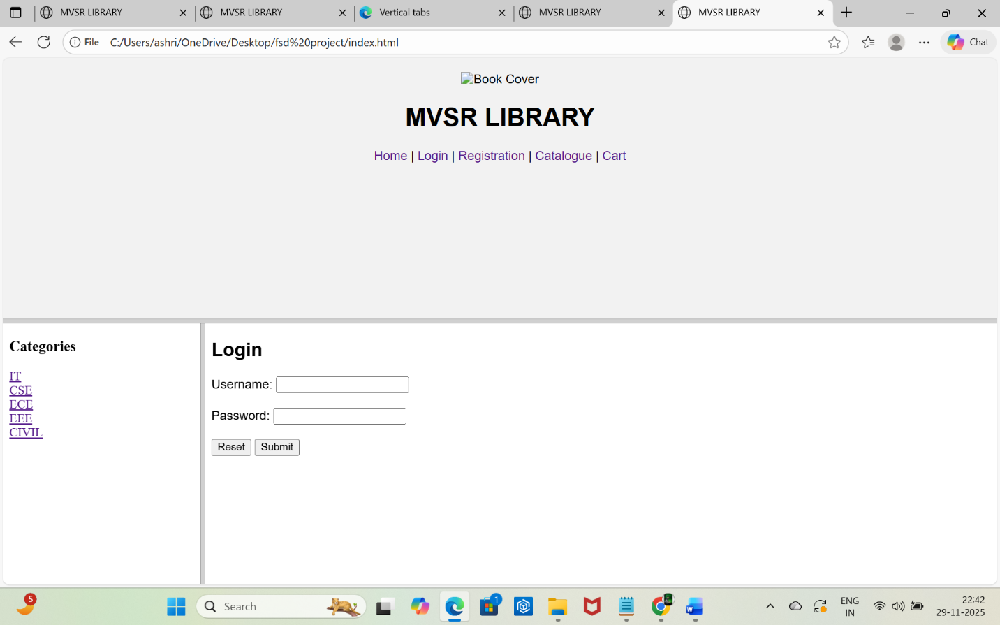 MVSR LIBRARY
MVSR LIBRARY
Vertical tabs
MVSR LIBRARY
MVSR LIBRARY
File C:/Users/ashri/OneDrive/Desktop/fsd%20project/index.html
Chat
Book Cover
MVSR LIBRARY
Home | Login | Registration | Catalogue | Cart
Categories
IT
CSE
ECE
EEE
CIVIL
Login
Username:
Password:
Reset Submit
5
Search
1
ENG
IN
22:42
29-11-2025